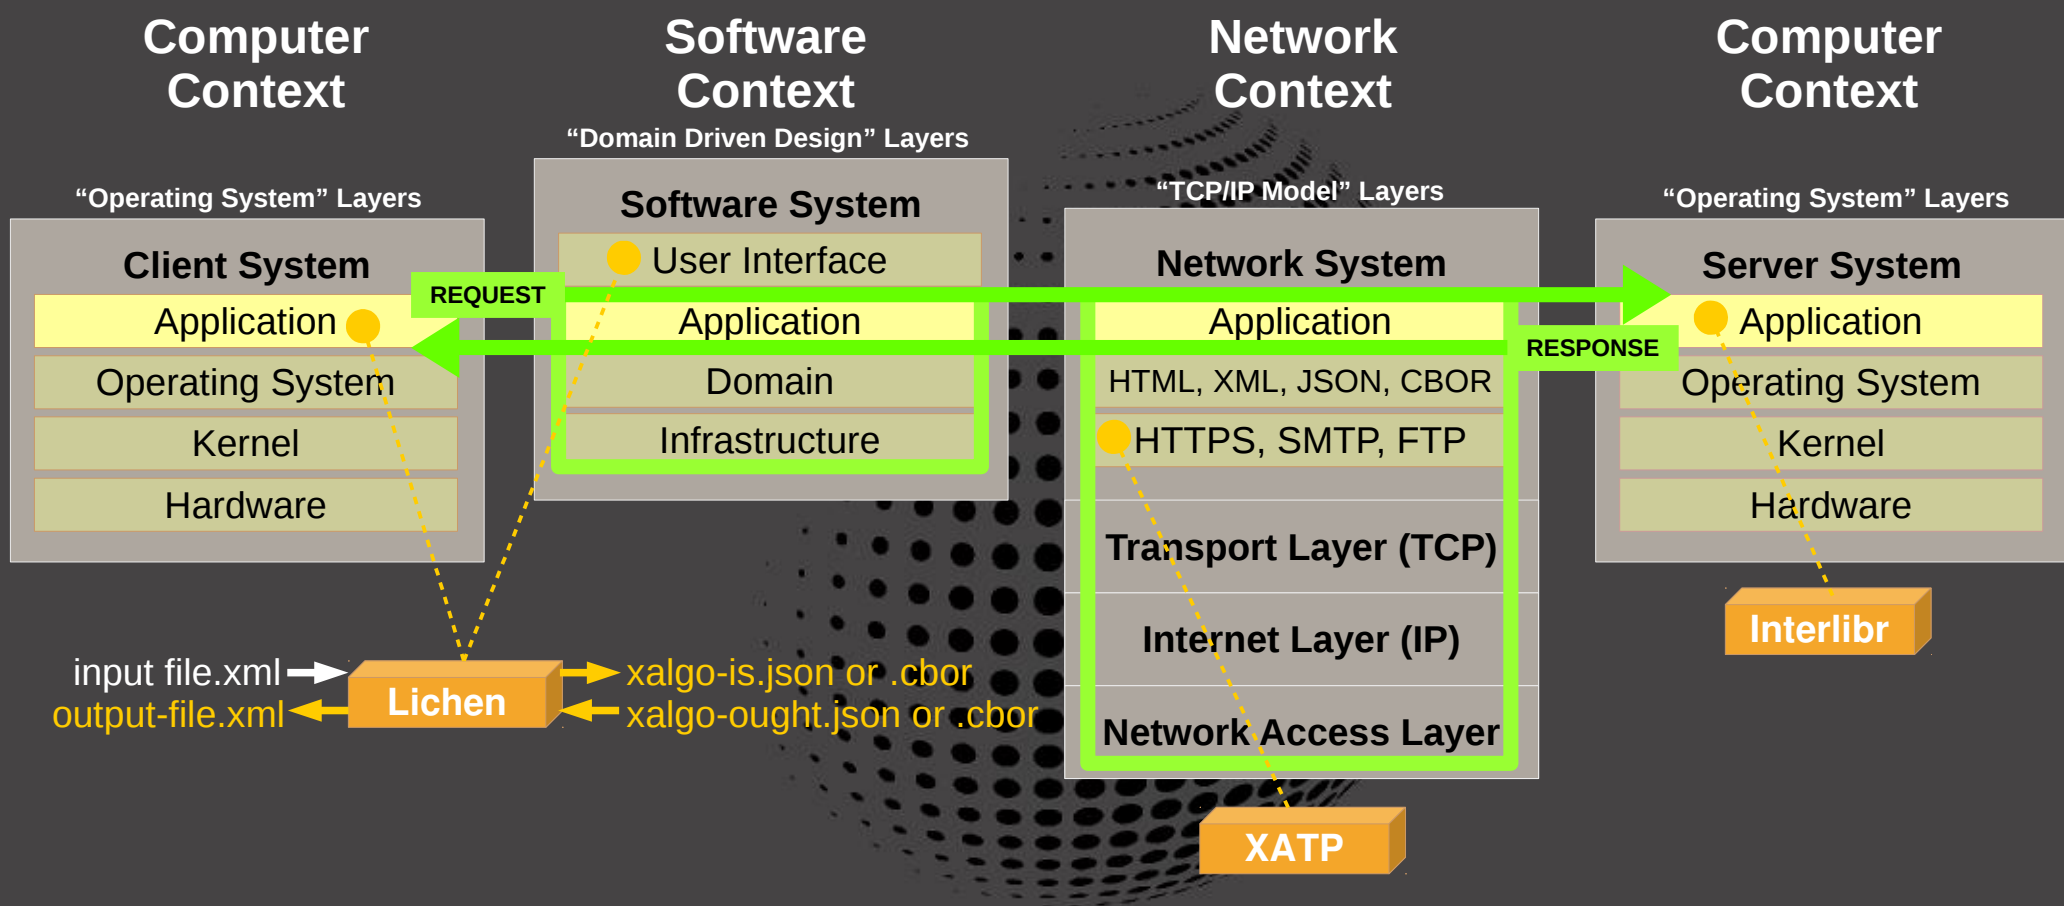 Computer
Context
“Operating System” Layers
Client System
Application
Operating System
Kernel
Hardware
Software
Context
“Domain Driven Design” Layers
Software System
User Interface
Application
Domain
Infrastructure
Network
Context
“TCP/IP Model” Layers
Network System
Application
HTML, XML, JSON, CBOR
HTTPS, SMTP, FTP
Transport Layer (TCP)
Internet Layer (IP)
Network Access Layer
Computer
Context
“Operating System” Layers
Server System
Application
Operating System
Kernel
Hardware
REQUEST
RESPONSE
input file.xml
output-file.xml
Lichen
xalgo-is.json or .cbor
xalgo-ought.json or .cbor
XATP
Interlibr